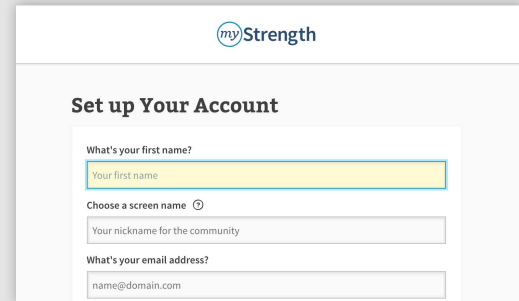 myStrength
Set up Your Account
What's your first name?
Your first name
Choose a screen name ?
Your nickname for the community
What's your email address?
name@domain.com